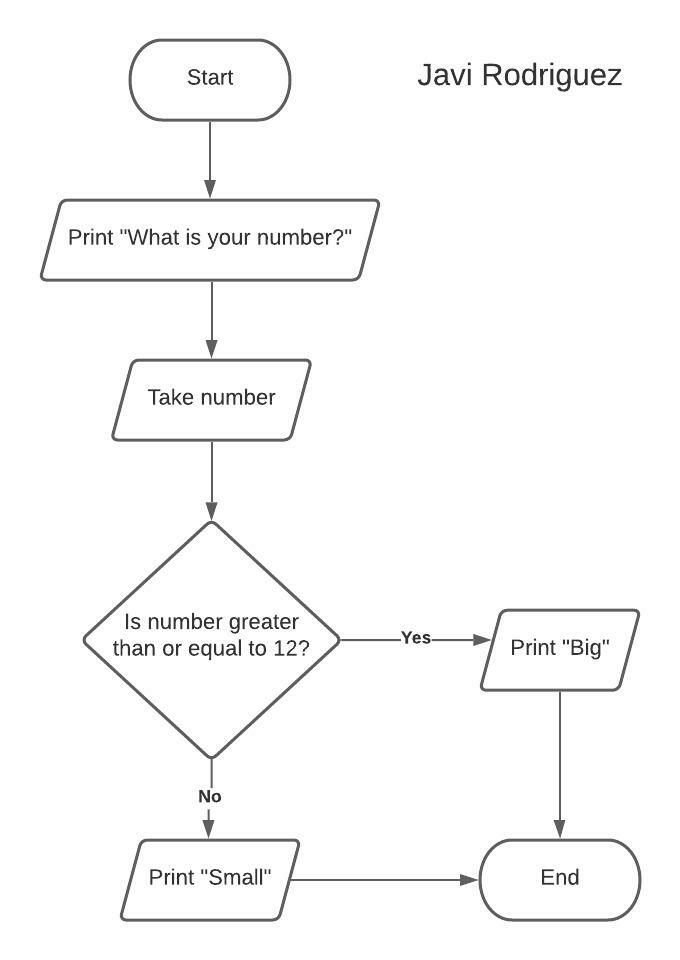 Start
Javi Rodriguez
Print "What is your number?"
Take number
Is number greater
than or equal to 12?
Yes
Print "Big"
No
Print "Small"
End